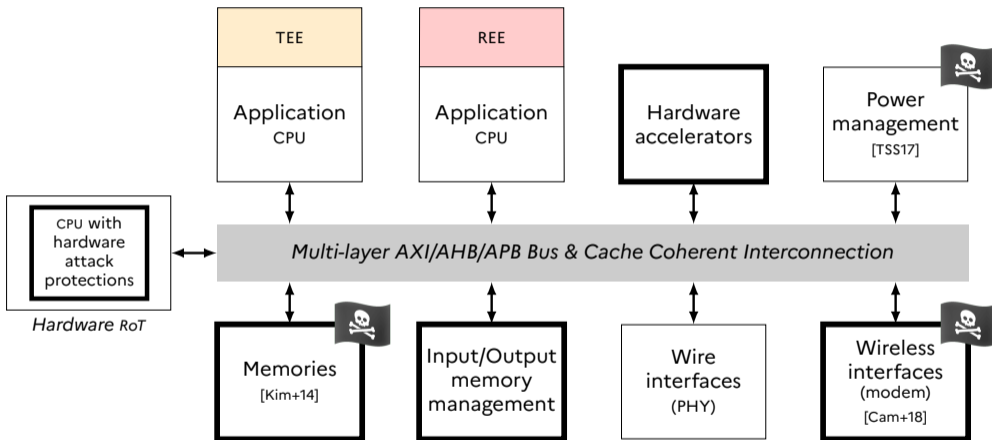 TEE
REE
Application
CPU
Application
CPU
Hardware
accelerators
Power
management
[TSS17]
CPU with
hardware
attack
protections
Hardware RoT
Multi-layer AXI/AHB/APB Bus & Cache Coherent Interconnection
Memories
[Kim+14]
Input/Output
memory
management
Wire
interfaces
(PHY)
Wireless
interfaces
(modem)
[Cam+18]